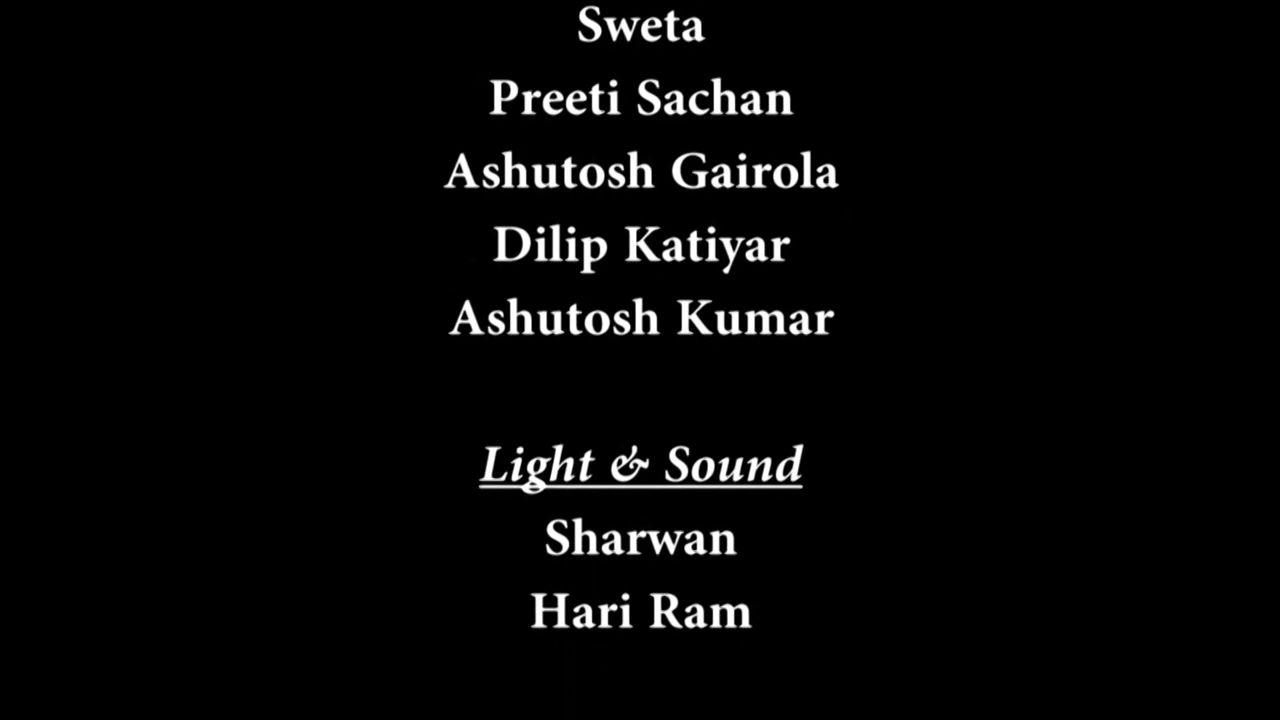 Sweta
Preeti Sachan
Ashutosh Gairola
Dilip Katiyar
Ashutosh Kumar
Light & Sound
Sharwan
Hari Ram